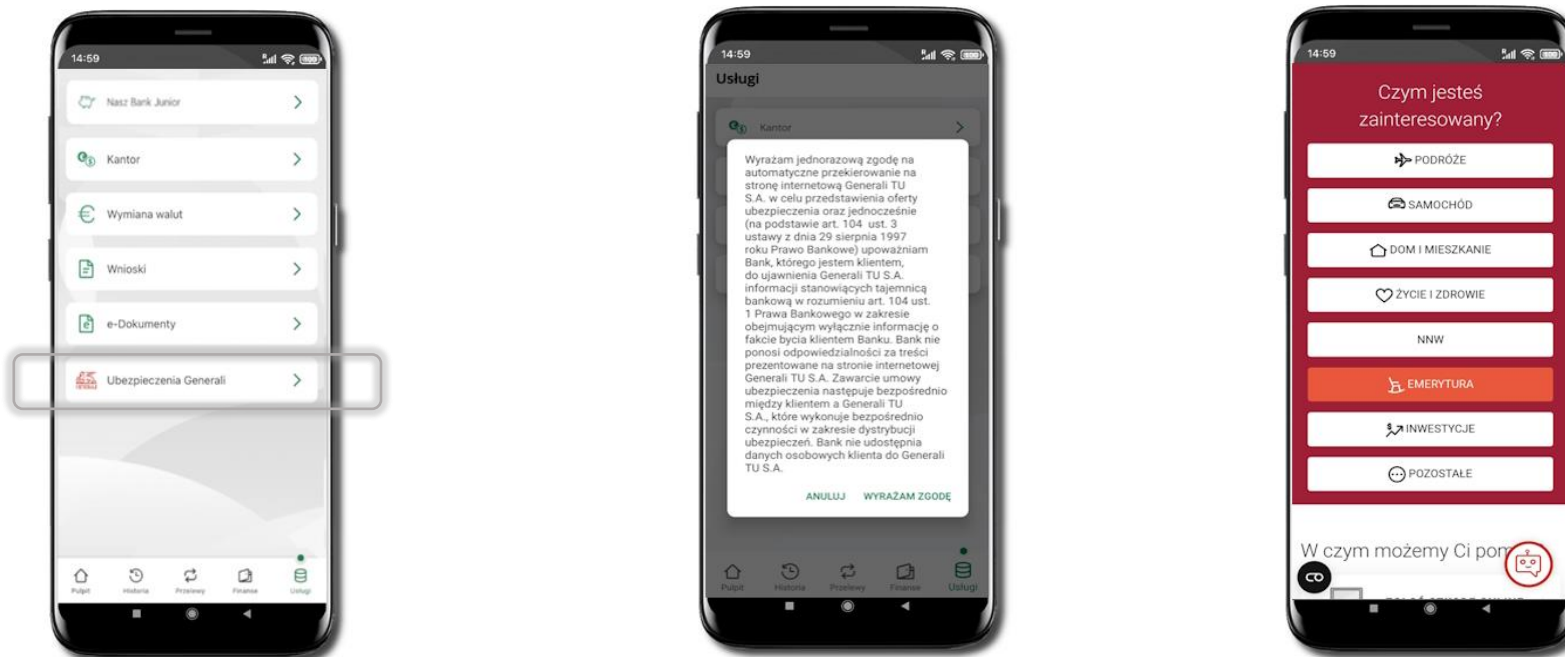 14:59
Nasz Bank Junior
Kantor
Wymiana walut
Wnioski
e-Dokumenty
Ubezpieczenia Generali
Pulpit Historia Przelewy Finanse Usługi
14:59
Usługi
Kantor
Wyrażam jednorazową zgodę na
automatyczne przekierowanie na
stronę internetową Generali TU
S.A. w celu przedstawienia oferty
ubezpieczenia oraz jednocześnie
(na podstawie art. 104 ust. 3
ustawy z dnia 29 sierpnia 1997
roku Prawo Bankowe) upoważniam
Bank, którego jestem klientem,
do ujawnienia Generali TU S.A.
informacji stanowiących tajemnicą
bankową w rozumieniu art. 104 ust.
1 Prawa Bankowego w zakresie
obejmującym wyłącznie informację o
fakcie bycia klientem Banku. Bank nie
ponosi odpowiedzialności za treści
prezentowane na stronie internetowej
Generali TU S.A. Zawarcie umowy
ubezpieczenia następuje bezpośrednio
między klientem a Generali TU
S.A., które wykonuje bezpośrednio
czynności w zakresie dystrybucji
ubezpieczeń. Bank nie udostępnia
danych osobowych klienta do Generali
TU S.A.
ANULUJ WYRAŻAM ZGODĘ
Pulpit Historia Przelewy Finanse Usługi
14:59
Czym jesteś
zainteresowany?
PODRÓŻE
SAMOCHÓD
DOM I MIESZKANIE
ŻYCIE I ZDROWIE
NNW
EMERYTURA
INWESTYCJE
POZOSTAŁE
W czym możemy Ci pom